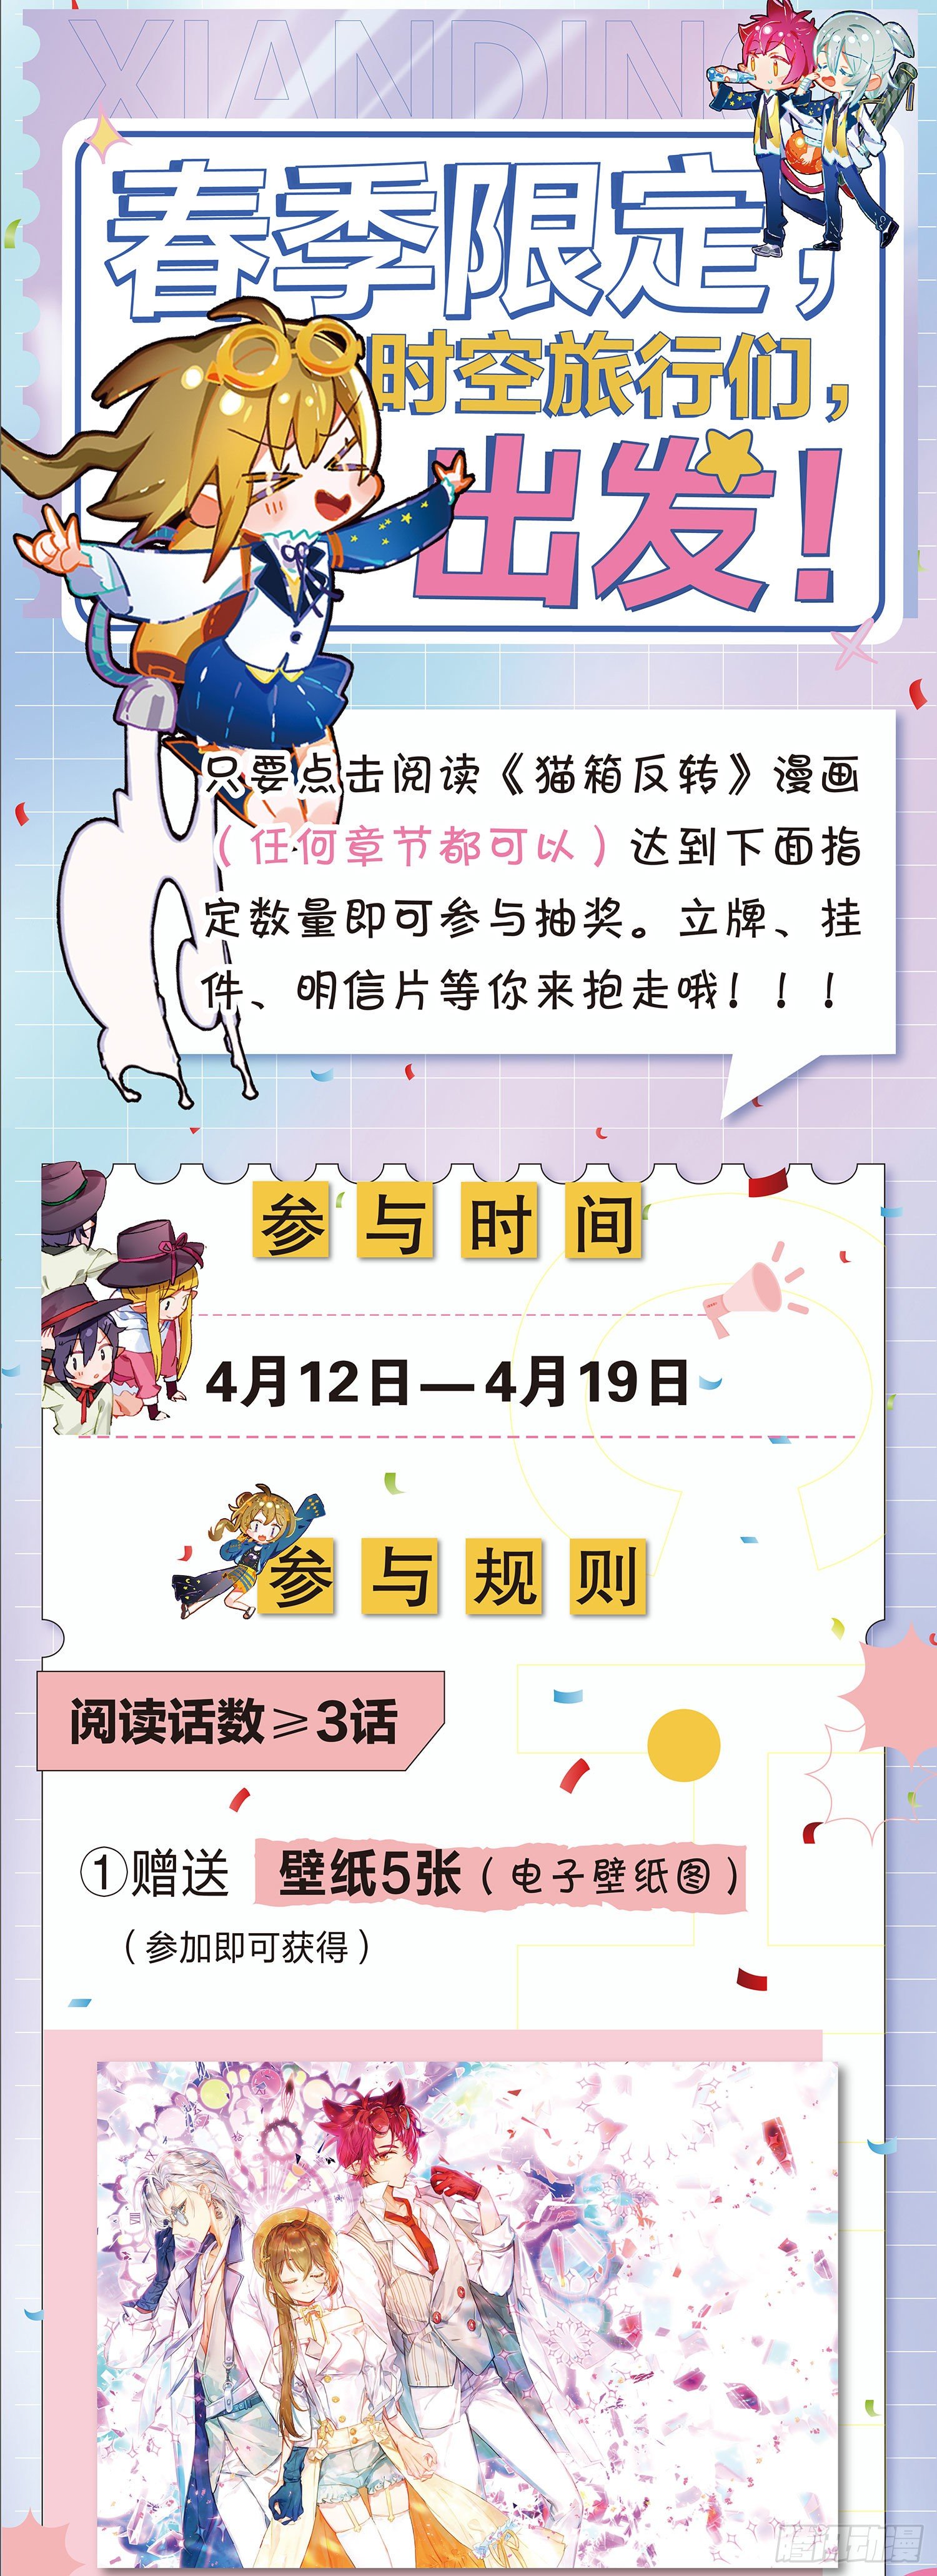 XIANDING
春季限定，
时空旅行们，
出发！
只要点击阅读《猫箱反转》漫画
（任何章节都可以）达到下面指
定数量即可参与抽奖。立牌、挂
件、明信片等你来抱走哦！！！
参与时间
4月12日—4月19日
参与规则
阅读话数≥3话
①赠送 壁纸5张（电子壁纸图）
（参加即可获得）
腾讯动漫